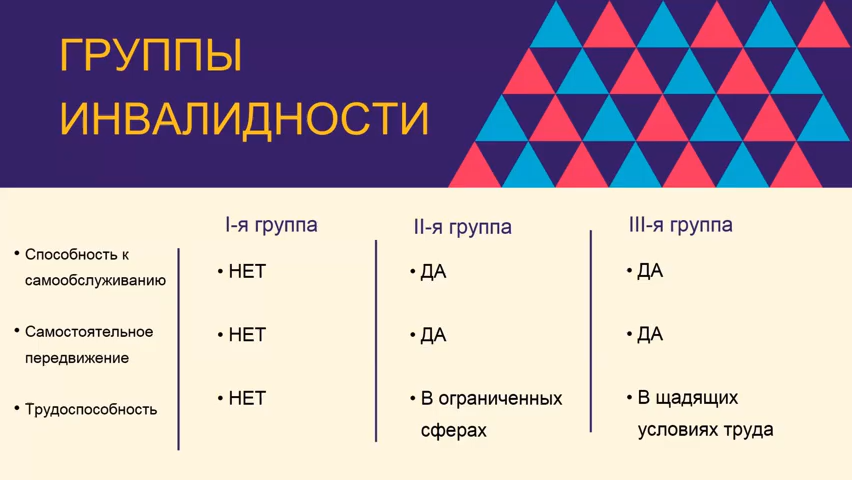 ГРУППЫ
ИНВАЛИДНОСТИ
I-я группа
II-я группа
III-я группа
• Способность к
самообслуживанию
• НЕТ
• ДА
• ДА
• Самостоятельное
передвижение
• НЕТ
• ДА
• ДА
• Трудоспособность
• НЕТ
• В ограниченных
сферах
• В щадящих
условиях труда